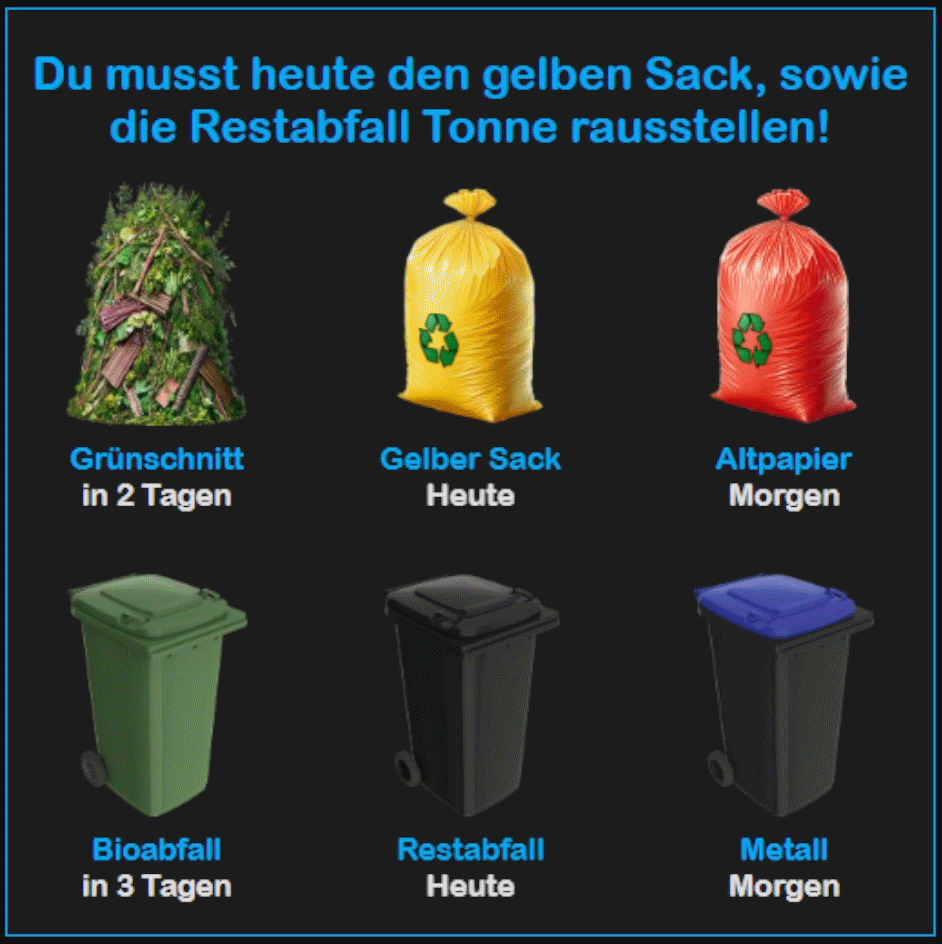 Du musst heute den gelben Sack, sowie
die Restabfall Tonne rausstellen!
Grünschnitt
in 2 Tagen
Gelber Sack
Heute
Altpapier
Morgen
Bioabfall
in 3 Tagen
Restabfall
Heute
Metall
Morgen